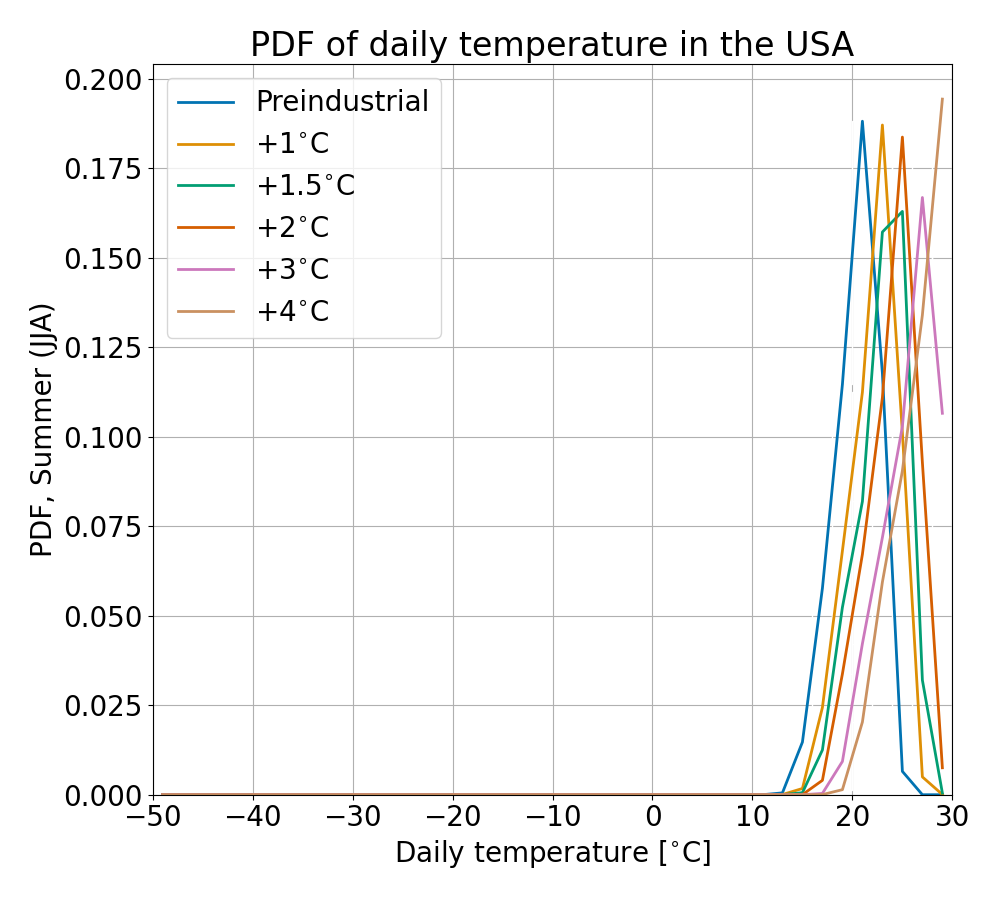 PDF of daily temperature in the USA
PDF, Summer (JJA)
0.200
0.175
0.150
0.125
0.100
0.075
0.050
0.025
0.000
Preindustrial
+1°C
+1.5°C
+2°C
+3°C
+4°C
−50 −40 −30 −20 −10 0 10 20 30
Daily temperature [°C]